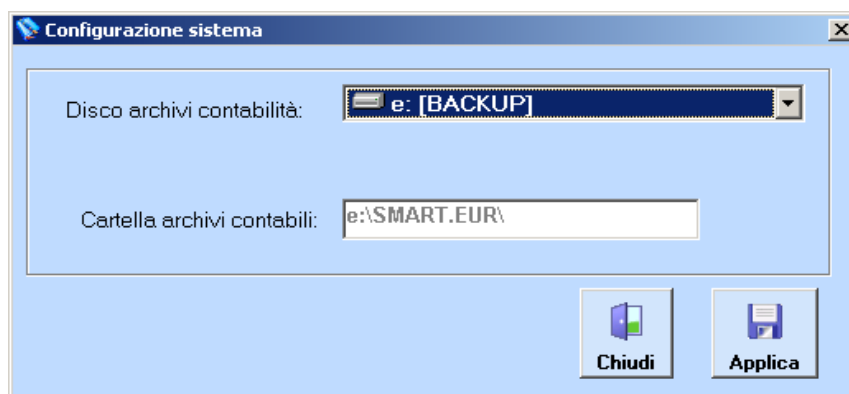 Configurazione sistema
Disco archivi contabilità:
e: [BACKUP]
Cartella archivi contabili:
e:\SMART.EUR\
Chiudi
Applica